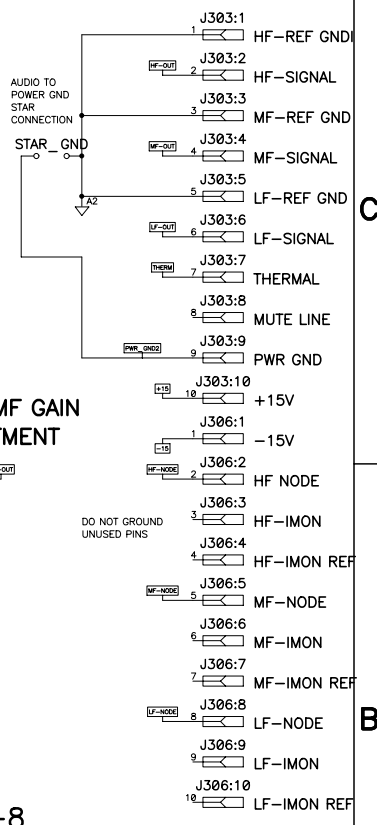 J303:1
1 HF-REF GNDI
HF-OUT
J303:2
2 HF-SIGNAL
AUDIO TO
POWER GND
STAR
CONNECTION
J303:3
3 MF-REF GND
STAR_GND
MF-OUT
J303:4
4 MF-SIGNAL
J303:5
5 LF-REF GND
A2
C
LF-OUT
J303:6
6 LF-SIGNAL
THERM
J303:7
7 THERMAL
J303:8
8 MUTE LINE
PWR_GND2
J303:9
9 PWR GND
+15
J303:10
10 +15V
MF GAIN
TMENT
J306:1
1 -15V
-15
OUT
HF-NODE
J306:2
2 HF NODE
DO NOT GROUND
UNUSED PINS
J306:3
3 HF-IMON
J306:4
4 HF-IMON REF
MF-NODE
J306:5
5 MF-NODE
J306:6
6 MF-IMON
J306:7
7 MF-IMON REF
LF-NODE
J306:8
8 LF-NODE
B
J306:9
9 LF-IMON
J306:10
10 LF-IMON REF
-8